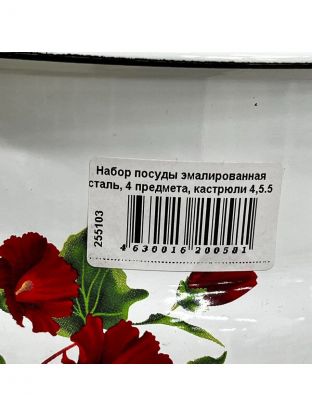 Набор посуды эмалированная
сталь, 4 предмета, кастрюли 4,5.5
255103
4 630016 200581